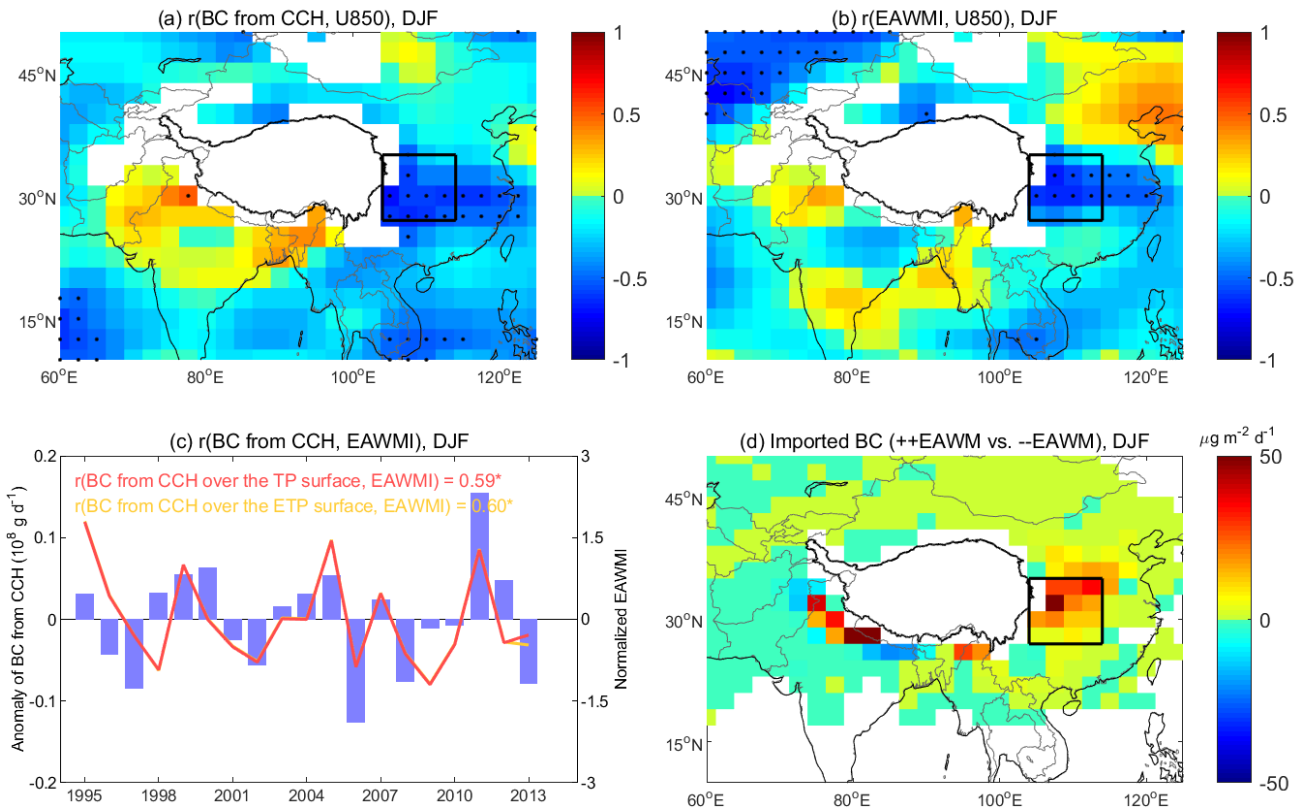 (a) r(BC from CCH, U850), DJF
45°N
30°N
15°N
60°E 80°E 100°E 120°E
1
0.5
0
-0.5
-1
(b) r(EAWMI, U850), DJF
45°N
30°N
15°N
60°E 80°E 100°E 120°E
1
0.5
0
-0.5
-1
(c) r(BC from CCH, EAWMI), DJF
r(BC from CCH over the TP surface, EAWMI) = 0.59*
r(BC from CCH over the ETP surface, EAWMI) = 0.60*
Anomaly of BC from CCH (10⁸ g d⁻¹)
0.2
0.1
0
-0.1
-0.2
1995 1998 2001 2004 2007 2010 2013
3
1.5
0
-1.5
-3
Normalized EAWMI
(d) Imported BC (++EAWM vs. --EAWM), DJF
45°N
30°N
15°N
60°E 80°E 100°E 120°E
μg m⁻² d⁻¹
50
0
-50